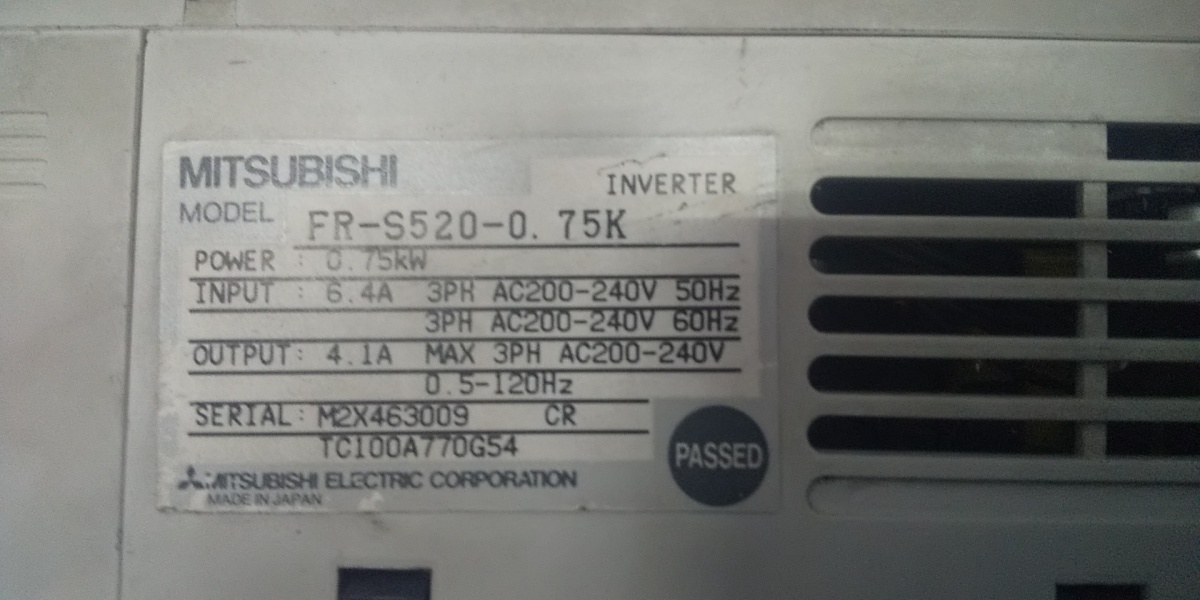 MITSUBISHI
INVERTER
MODEL FR-S520-0.75K
POWER : 0.75kW
INPUT : 6.4A 3PH AC200-240V 50Hz
3PH AC200-240V 60Hz
OUTPUT: 4.1A MAX 3PH AC200-240V
0.5-120Hz
SERIAL: M2X463009 CR
TC100A770G54
PASSED
MITSUBISHI ELECTRIC CORPORATION
MADE IN JAPAN